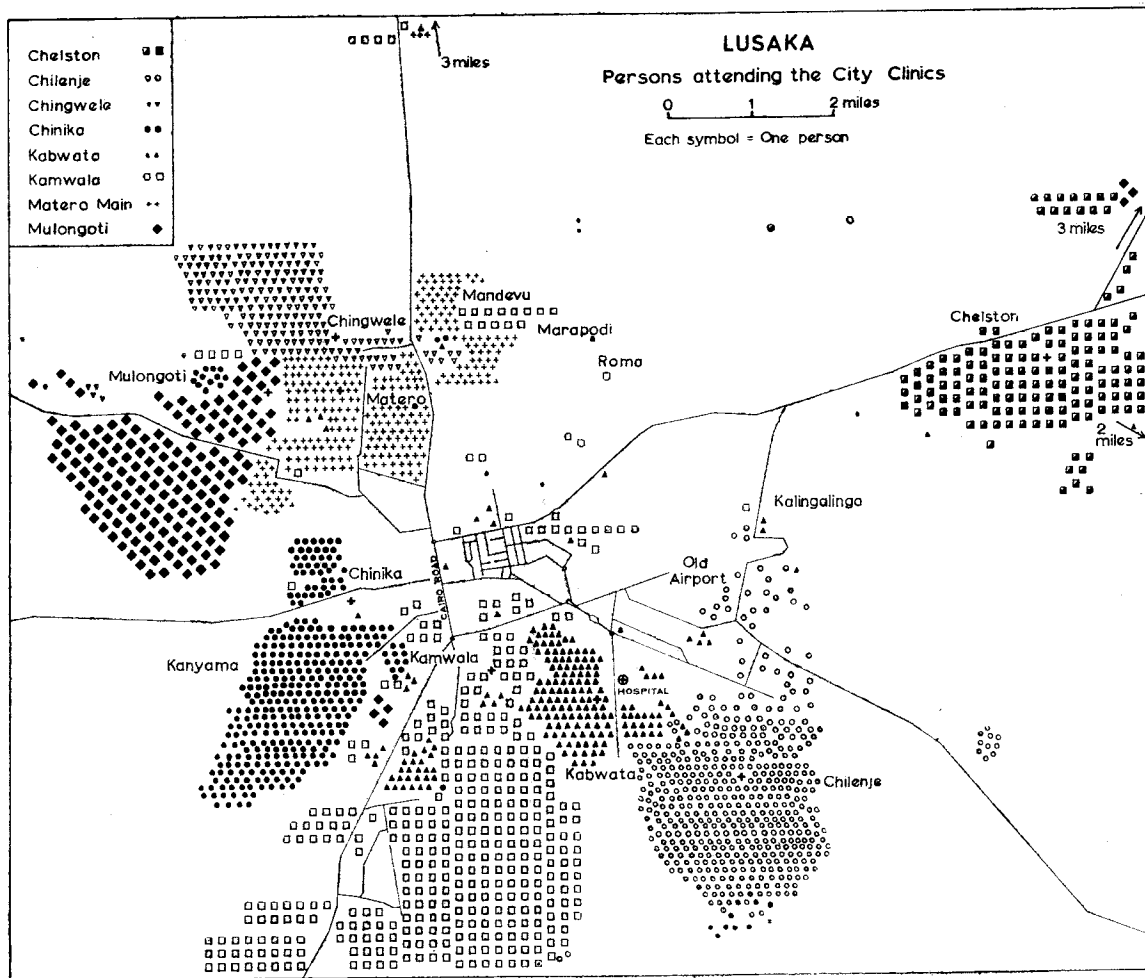 LUSAKA
Persons attending the City Clinics
0 1 2 miles
Each symbol = One person
Chelston
Chilenje
Chingwele
Chinika
Kabwata
Kamwala
Matero Main
Mulongoti
3 miles
3 miles
Chelston
2
miles
Mandevu
Marapodi
Roma
Chingwele
Mulongoti
Matero
Kalingalinga
Old
Airport
Chinika
CAIRO ROAD
Kanyama
Kamwala
HOSPITAL
Kabwata
Chilenje